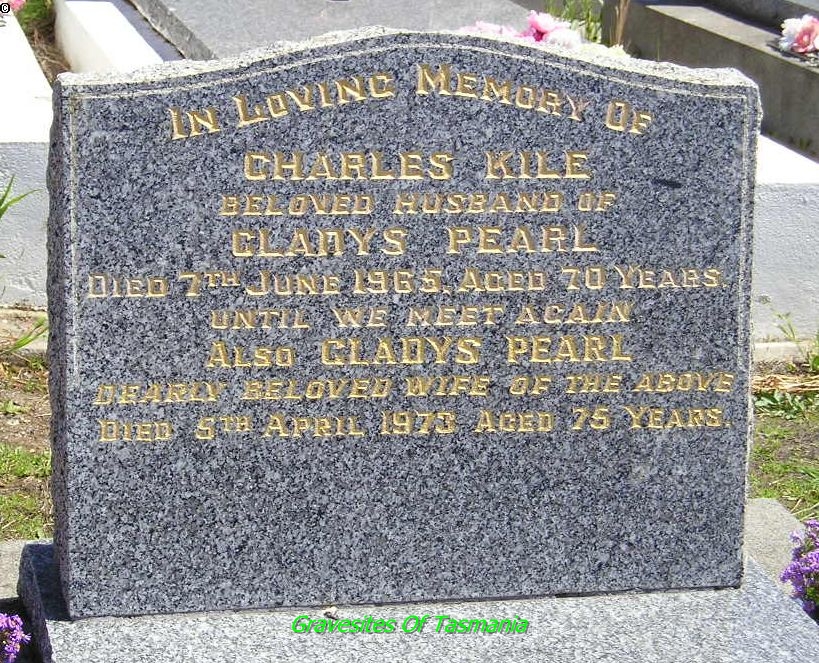 In Loving Memory Of
CHARLES KILE
BELOVED HUSBAND OF
GLADYS PEARL
DIED 7TH JUNE 1965. AGED 70 YEARS.
UNTIL WE MEET AGAIN
ALSO GLADYS PEARL
DEARLY BELOVED WIFE OF THE ABOVE
DIED 5TH APRIL 1973 AGED 75 YEARS.
Gravesites Of Tasmania
©